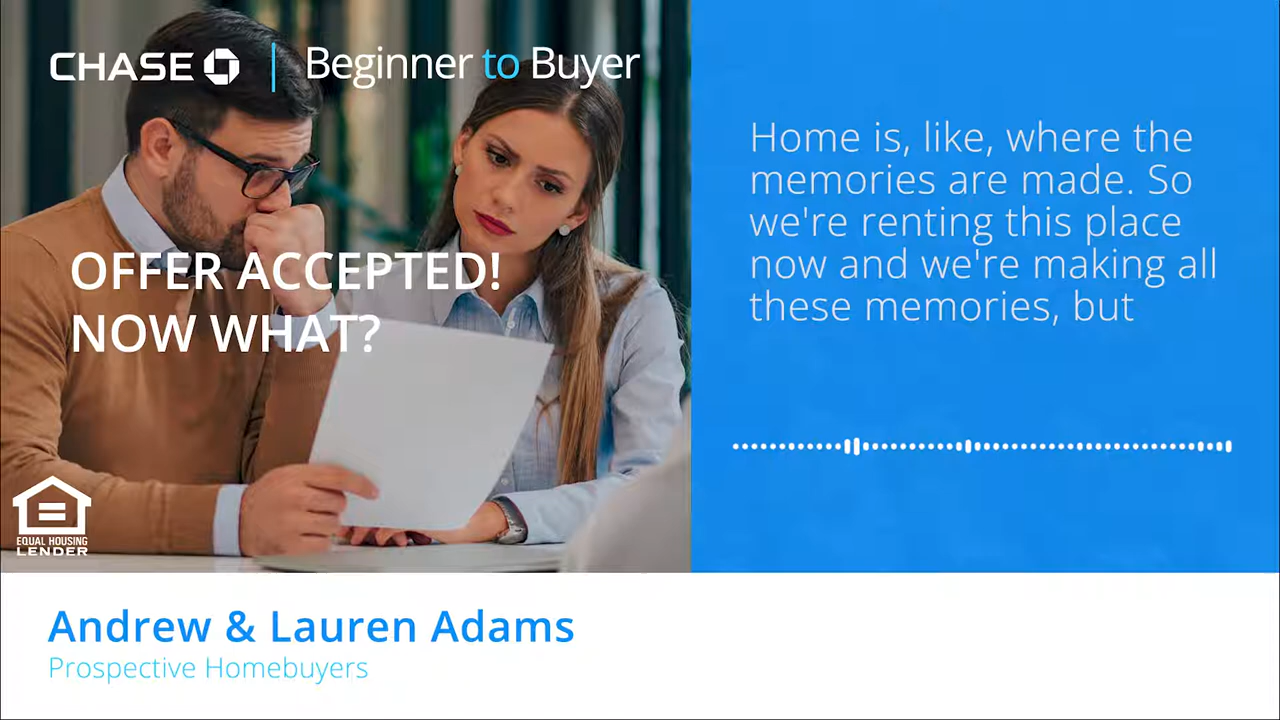 CHASE | Beginner to Buyer
OFFER ACCEPTED!
NOW WHAT?
EQUAL HOUSING
LENDER
Home is, like, where the
memories are made. So
we're renting this place
now and we're making all
these memories, but
Andrew & Lauren Adams
Prospective Homebuyers